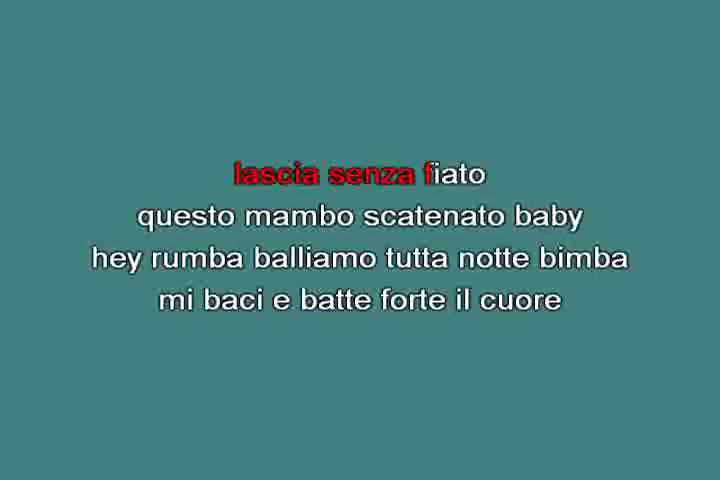 lascia senza fiato
questo mambo scatenato baby
hey rumba balliamo tutta notte bimba
mi baci e batte forte il cuore